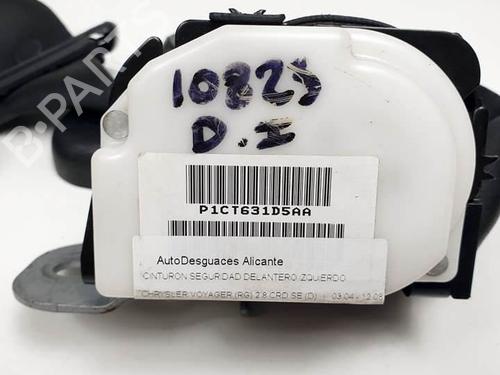 B-PARTS
10823
D.I
P1CT631D5AA
AutoDesguaces Alicante
CINTURON SEGURIDAD DELANTERO IZQUIERDO
CHRYSLER VOYAGER (RG) 2.8 CRD SE (D) | 03.04 - 12.08